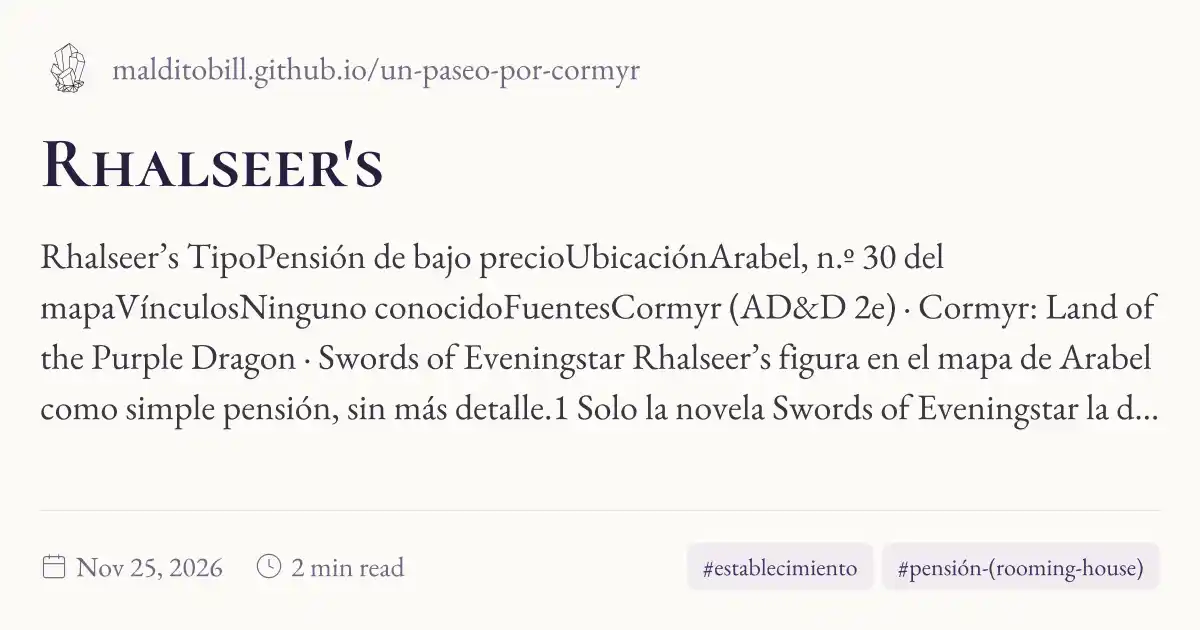 malditobill.github.io/un-paseo-por-cormyr
Rhalseer's
Rhalseer’s TipoPensión de bajo precioUbicaciónArabel, n.º 30 del
mapaVínculosNinguno conocidoFuentesCormyr (AD&D 2e) · Cormyr: Land of
the Purple Dragon · Swords of Eveningstar Rhalseer’s figura en el mapa de Arabel
como simple pensión, sin más detalle.1 Solo la novela Swords of Eveningstar la d...
Nov 25, 2026
2 min read
#establecimiento
#pensión-(rooming-house)